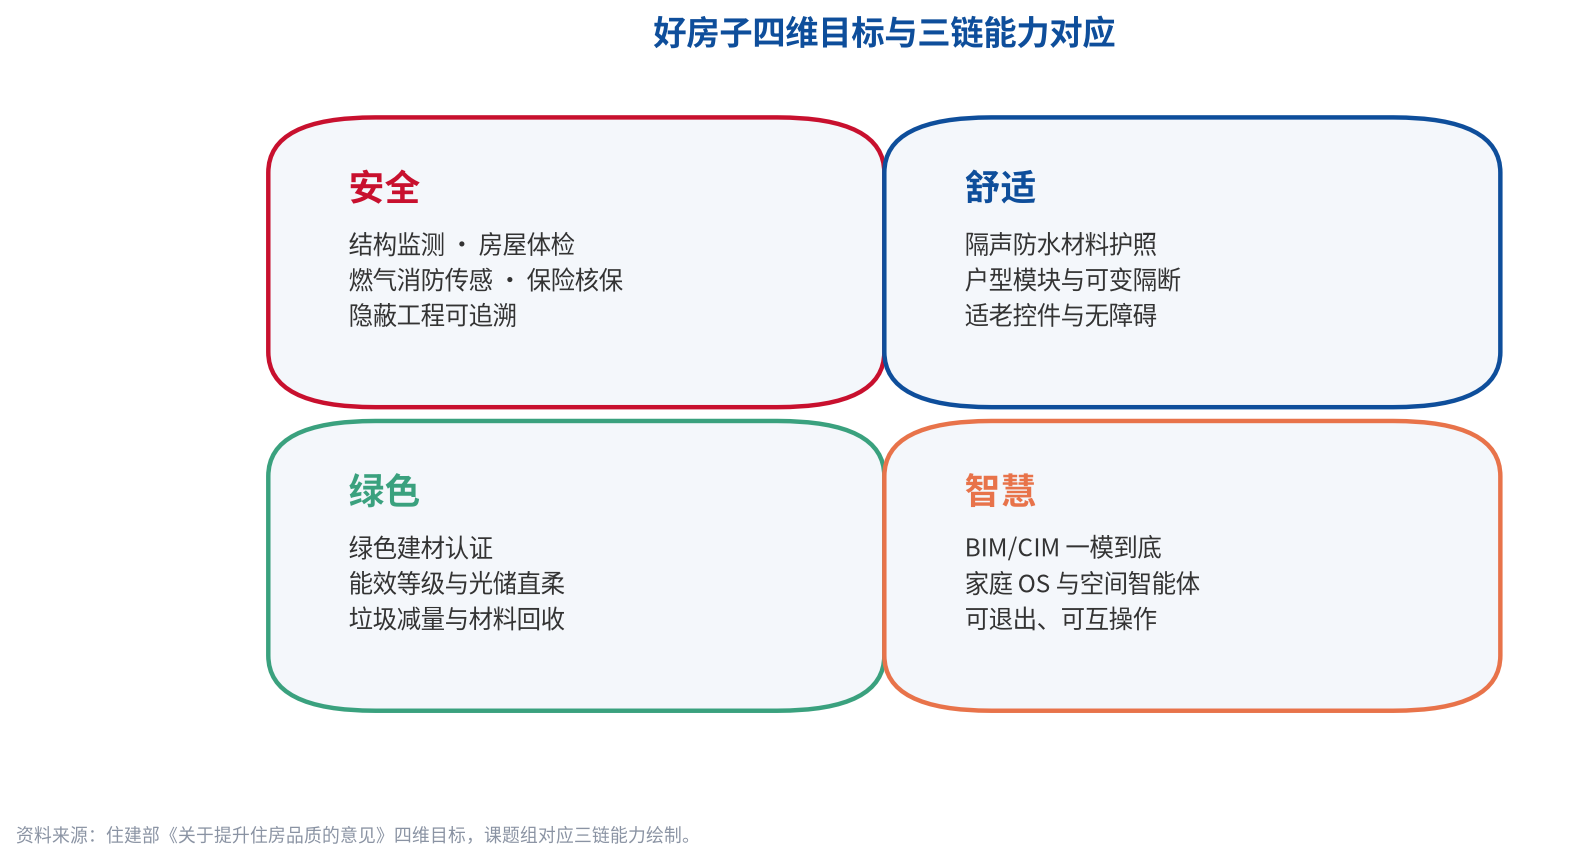 好房子四维目标与三链能力对应
安全
结构监测 · 房屋体检
燃气消防传感 · 保险核保
隐蔽工程可追溯
舒适
隔声防水材料护照
户型模块与可变隔断
适老控件与无障碍
绿色
绿色建材认证
能效等级与光储直柔
垃圾减量与材料回收
智慧
BIM/CIM 一模到底
家庭 OS 与空间智能体
可退出、可互操作
资料来源：住建部《关于提升住房品质的意见》四维目标，课题组对应三链能力绘制。